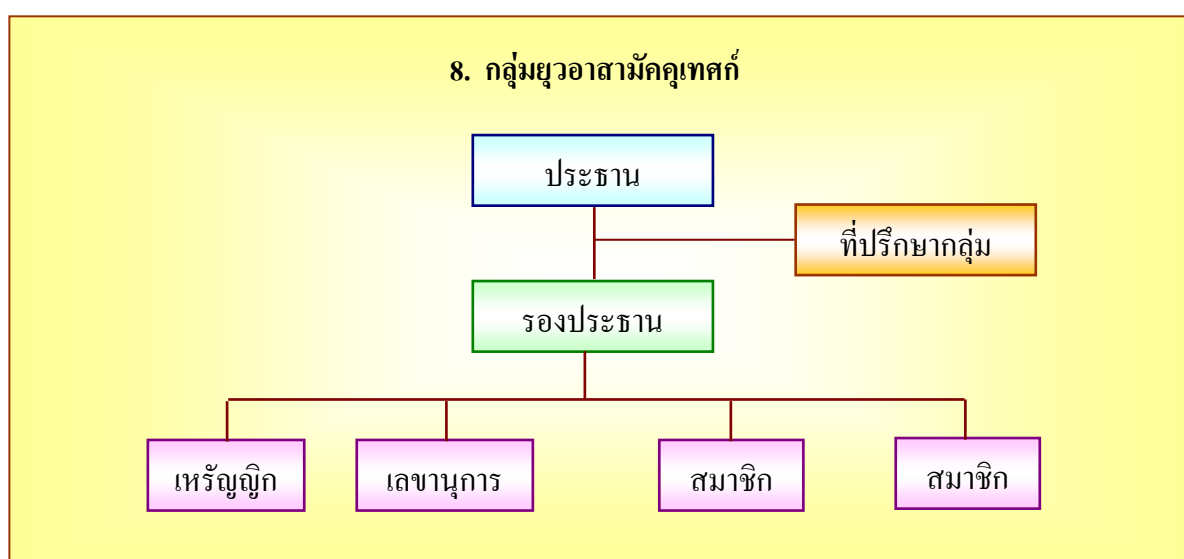 8. กลุ่มยุวอาสามัคคุเทศก์
ประธาน
ที่ปรึกษากลุ่ม
รองประธาน
เหรัญญิก
เลขานุการ
สมาชิก
สมาชิก